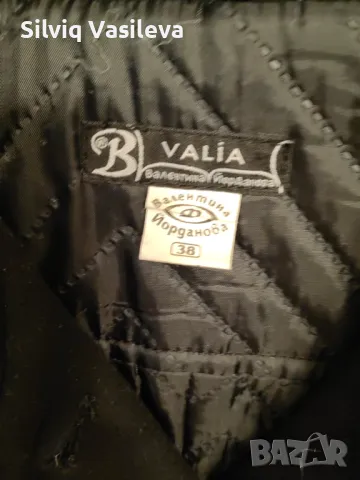 Silviq Vasileva
® B VALIA
Валентина Йорданова
Валентина
Йорданова
38
BAZAR